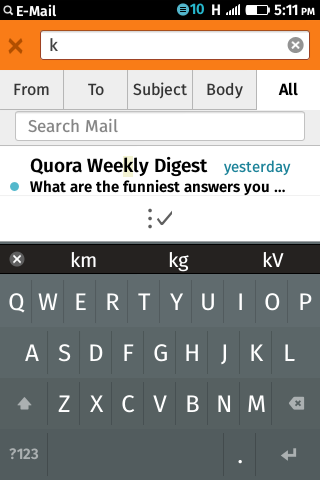 E-Mail 10 H 5:11 PM
k
From To Subject Body All
Search Mail
Quora Weekly Digest yesterday
What are the funniest answers you ...
km kg kV
Q W E R T Y U I O P
A S D F G H J K L
Z X C V B N M
?123 .